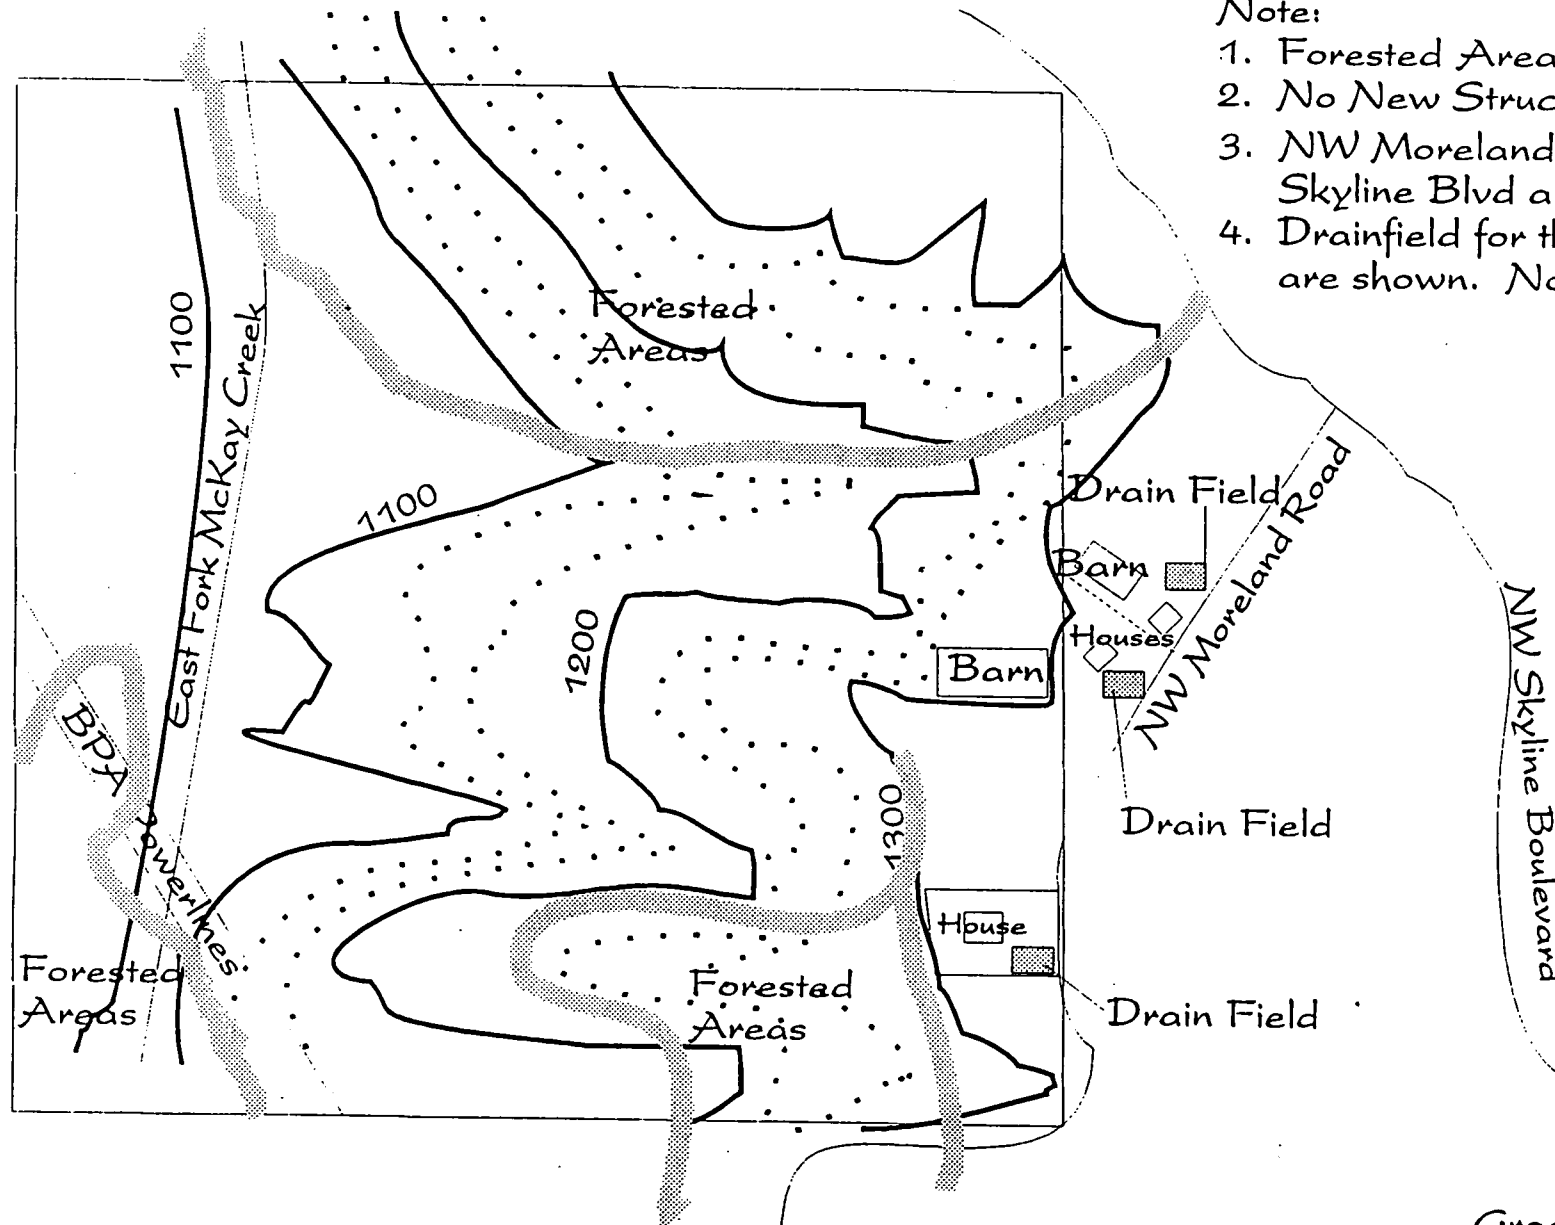 Note:
1. Forested Area
2. No New Struc
3. NW Moreland
Skyline Blvd a
4. Drainfield for th
are shown. No
1100
East Fork McKay Creek
Forested
Areas
1100
Drain Field
NW Moreland Road
Barn
Houses
1200
Barn
NW Skyline Boulevard
BPA Powerlines
1300
Drain Field
House
Forested
Areas
Forested
Areas
Drain Field